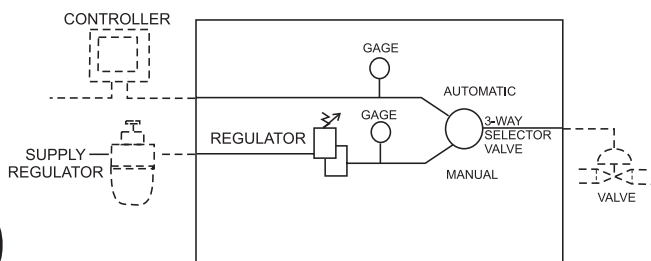 CONTROLLER
GAGE
AUTOMATIC
GAGE
3-WAY
SELECTOR
VALVE
REGULATOR
SUPPLY
REGULATOR
MANUAL
VALVE